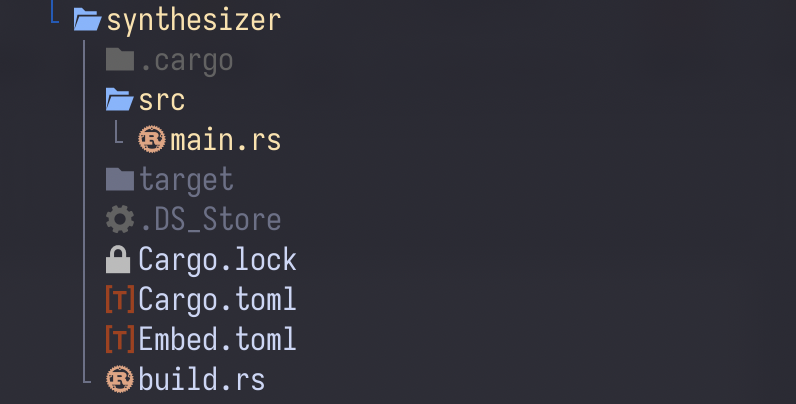 synthesizer
.cargo
src
main.rs
target
.DS_Store
Cargo.lock
[T] Cargo.toml
[T] Embed.toml
build.rs